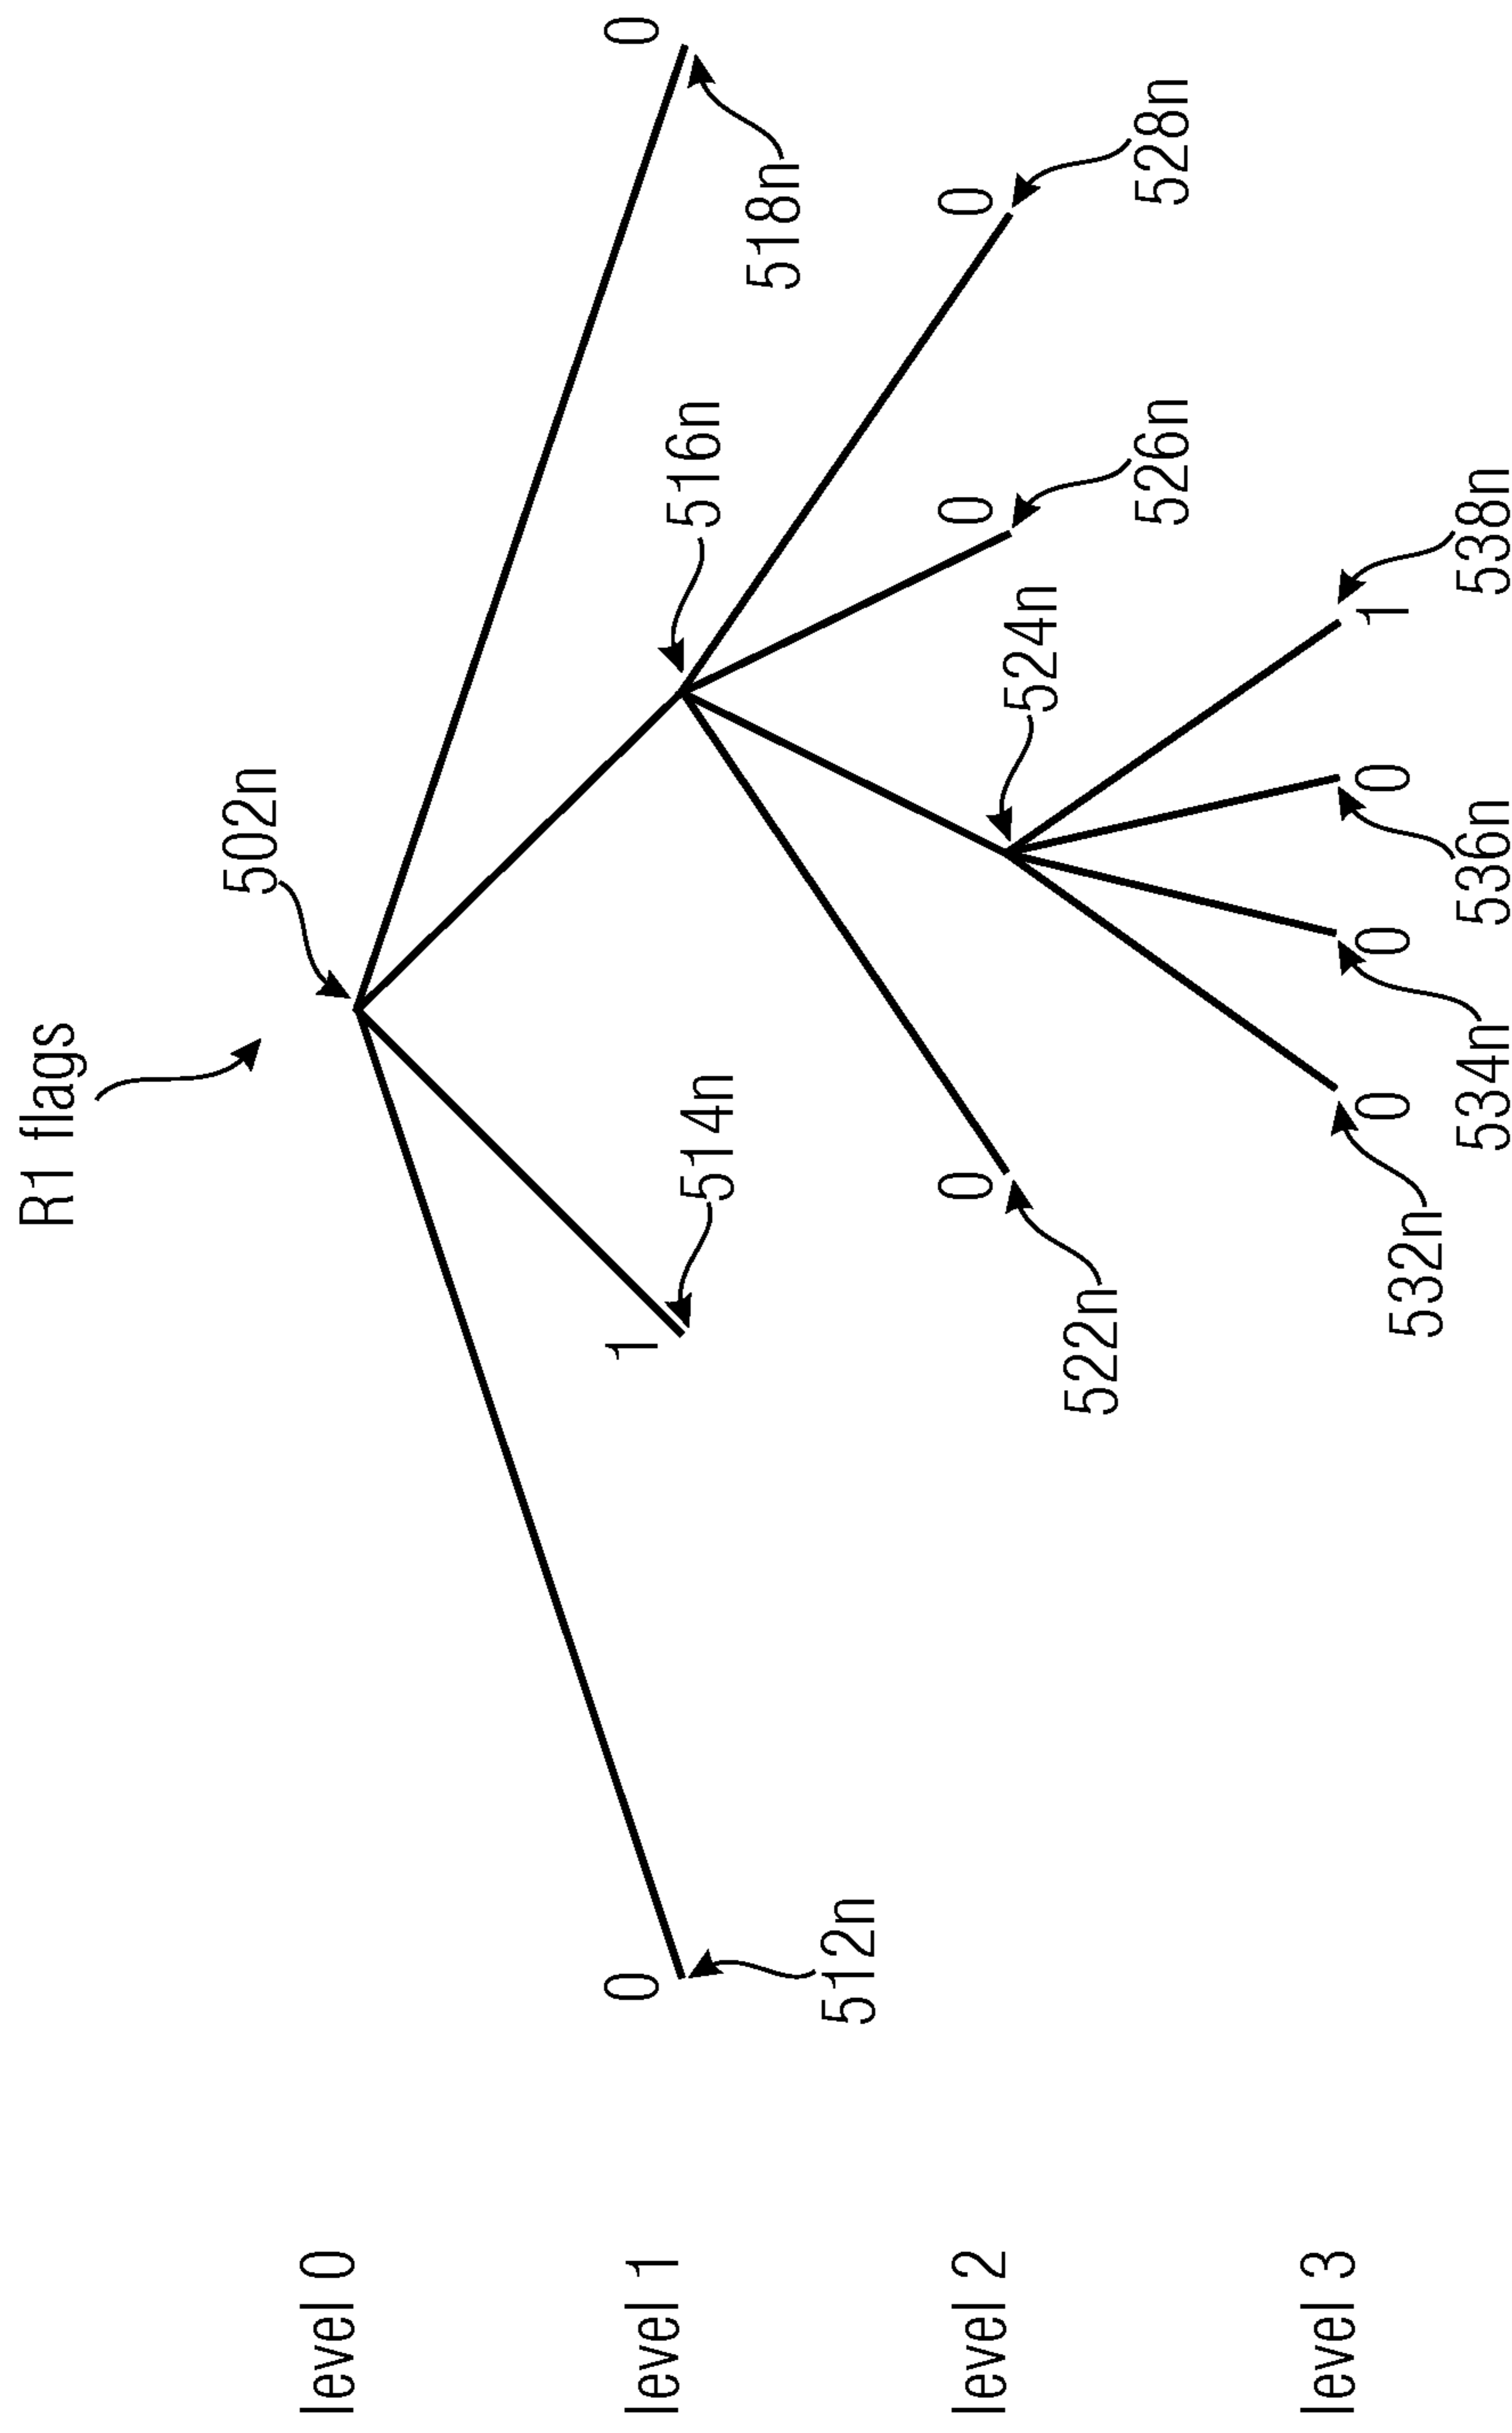 R1 flags
level 0
502n
level 1
0
1
0
512n
514n
516n
518n
level 2
0
0
0
522n
524n
526n
528n
level 3
0
0
0
1
532n
534n
536n
538n